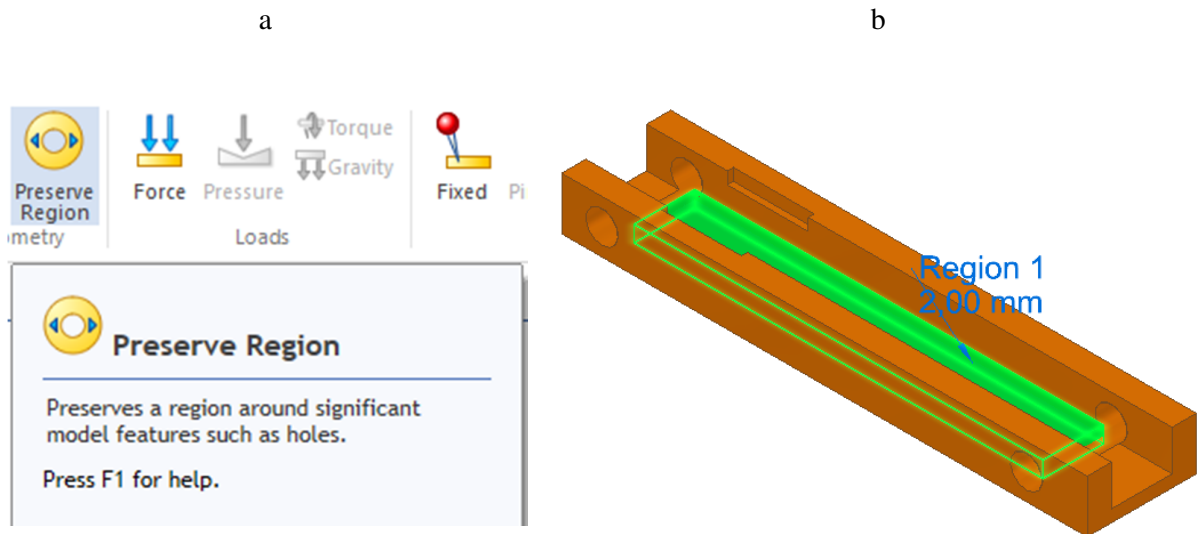 a
b
Preserve
Region
ometry
Force
Pressure
Torque
Gravity
Loads
Fixed
Pi
Preserve Region
Preserves a region around significant
model features such as holes.
Press F1 for help.
Region 1
2,00 mm